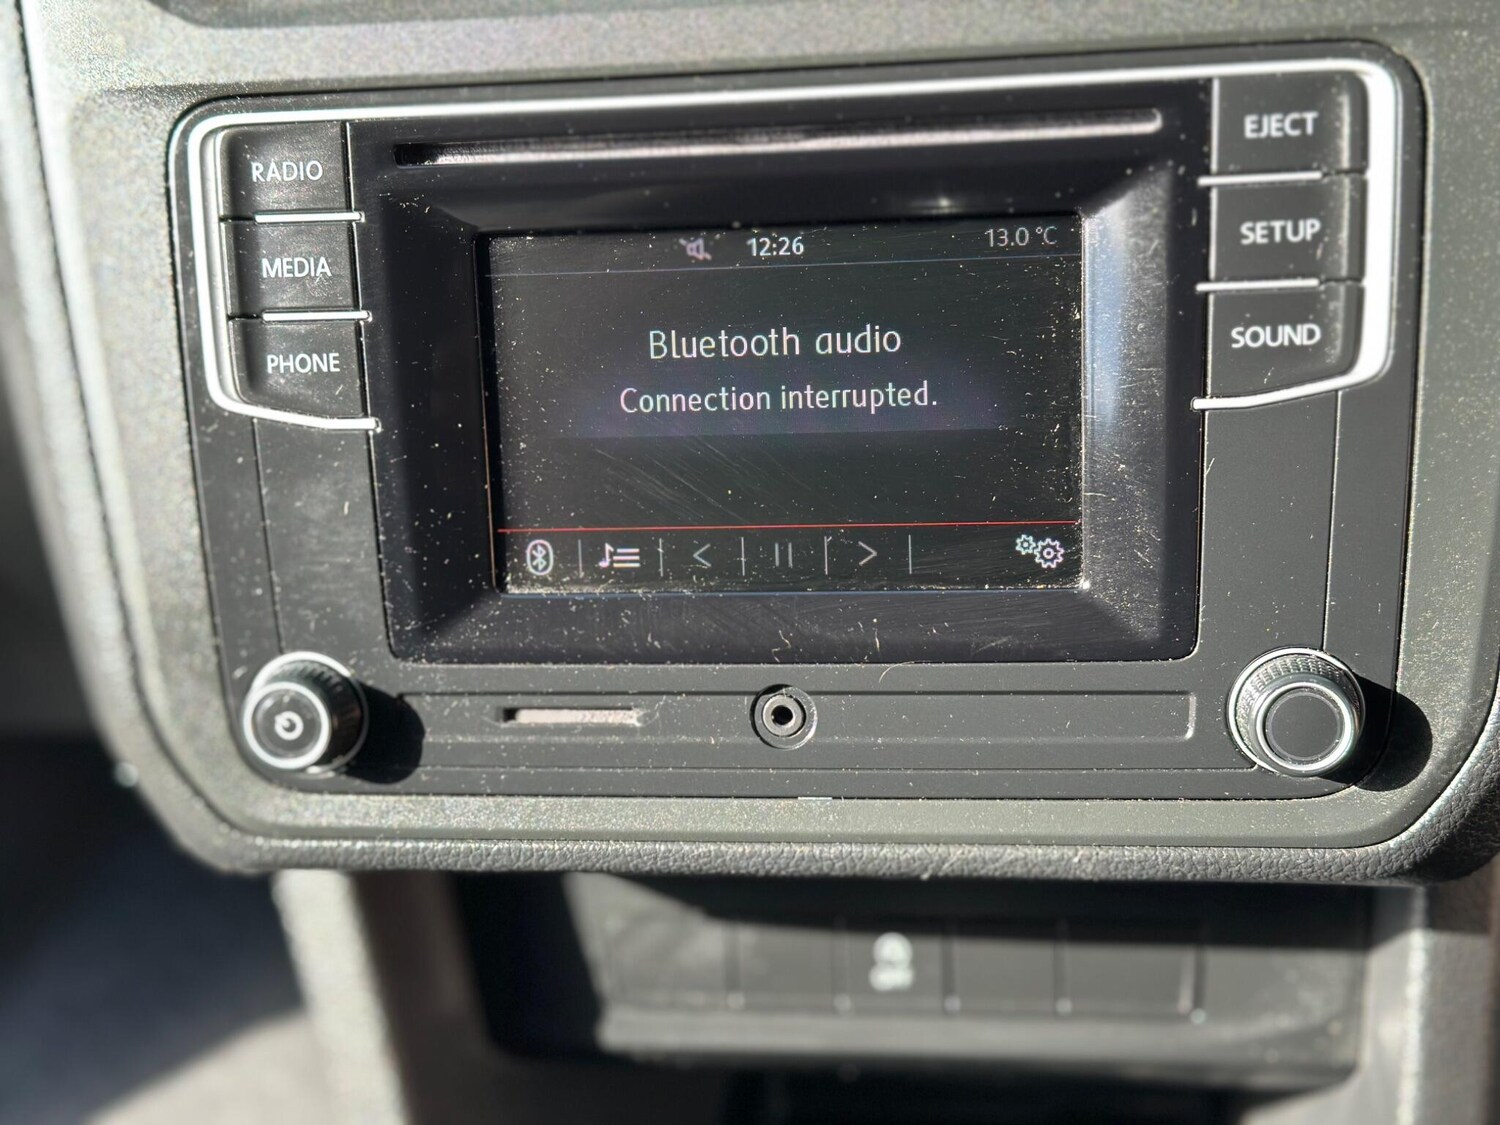 RADIO
MEDIA
PHONE
12:26
13.0 °C
Bluetooth audio
Connection interrupted.
EJECT
SETUP
SOUND